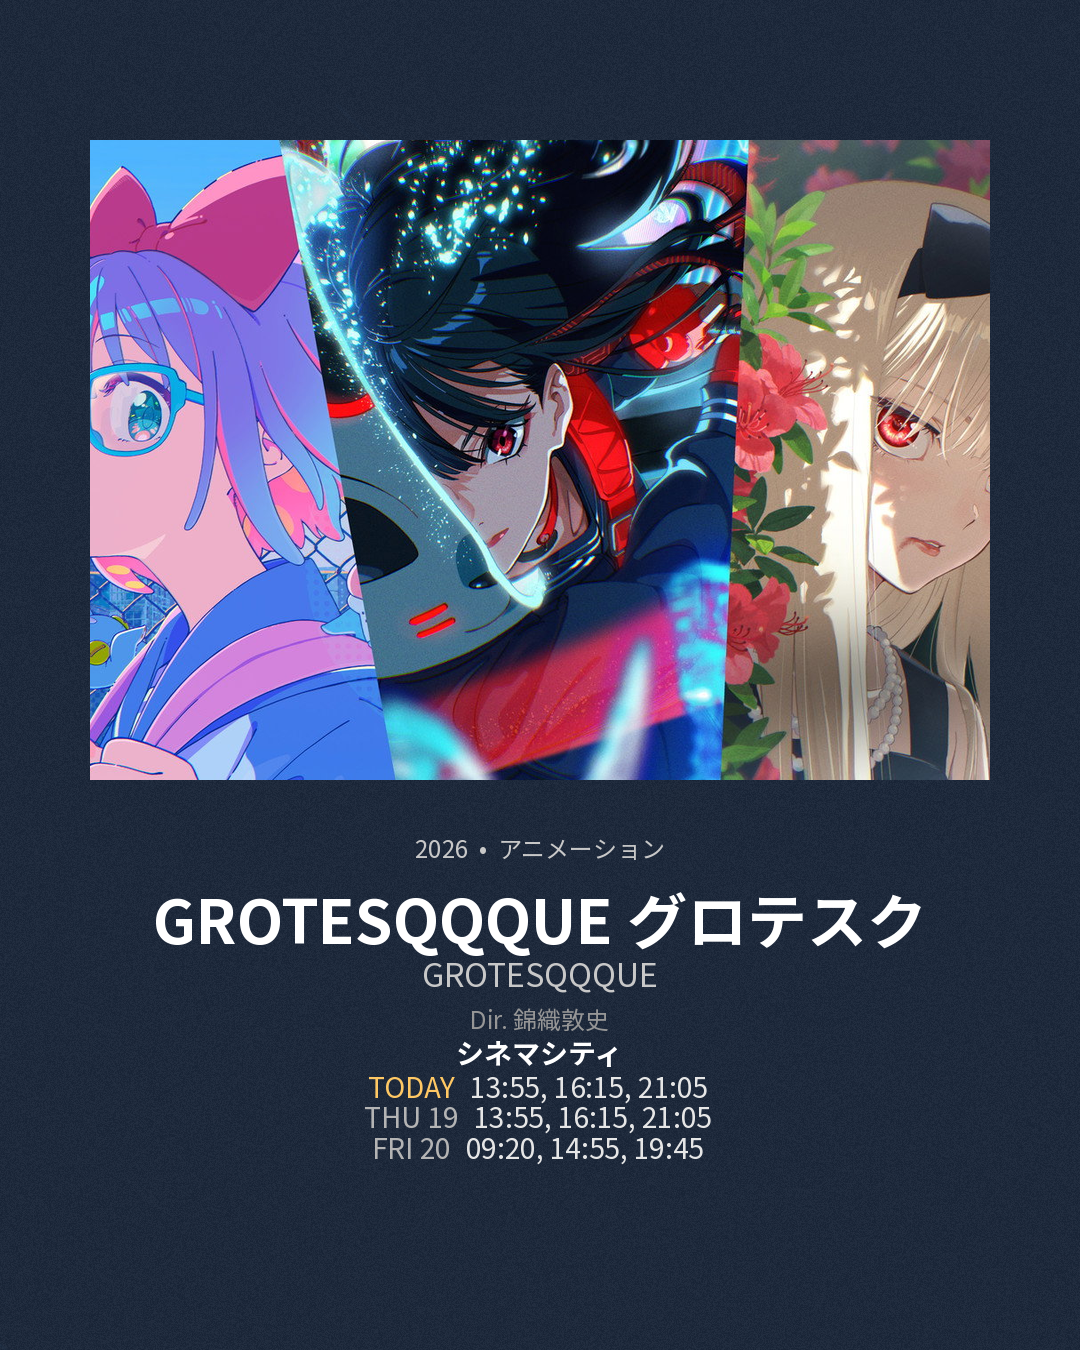 2026 • アニメーション
GROTESQQQUE グロテスク
GROTESQQQUE
Dir. 錦織敦史
シネマシティ
TODAY 13:55, 16:15, 21:05
THU 19 13:55, 16:15, 21:05
FRI 20 09:20, 14:55, 19:45